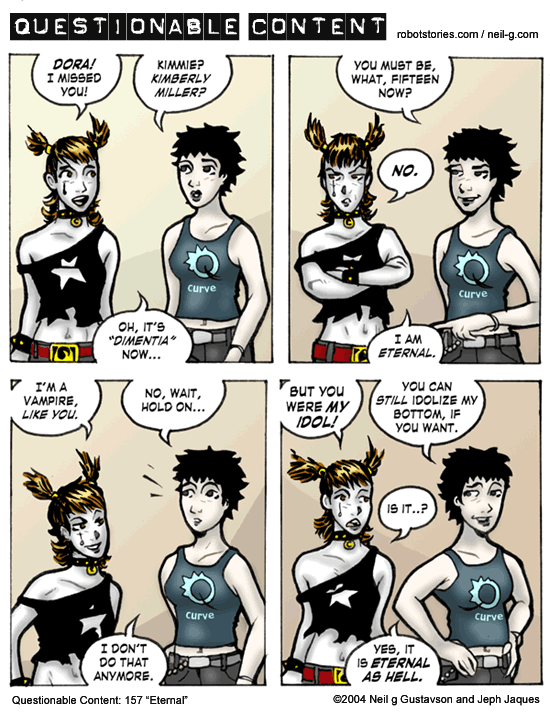 QUESTIONABLE CONTENT
robotstories.com / neil-g.com
DORA!
I MISSED
YOU!
KIMMIE?
KIMBERLY
MILLER?
curve
OH, IT'S
"DIMENTIA"
NOW...
YOU MUST BE,
WHAT, FIFTEEN
NOW?
NO.
curve
I AM
ETERNAL.
I'M A
VAMPIRE,
LIKE YOU.
NO, WAIT,
HOLD ON...
curve
I DON'T
DO THAT
ANYMORE.
BUT YOU
WERE MY
IDOL!
YOU CAN
STILL IDOLIZE MY
BOTTOM, IF
YOU WANT.
IS IT..?
curve
YES, IT
IS ETERNAL
AS HELL.
Questionable Content: 157 "Eternal"
©2004 Neil g Gustavson and Jeph Jaques